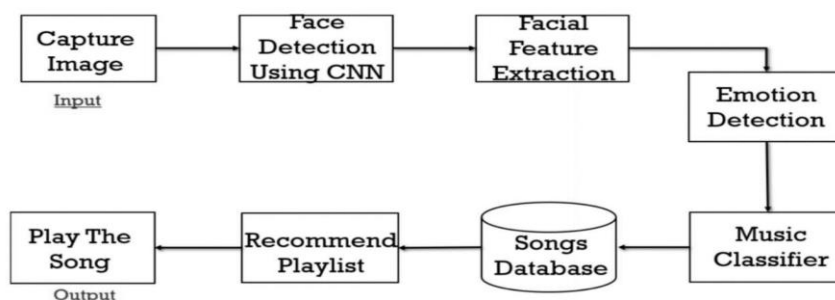 Capture
Image
Input
Face
Detection
Using CNN
Facial
Feature
Extraction
Emotion
Detection
Music
Classifier
Songs
Database
Recommend
Playlist
Play The
Song
Output